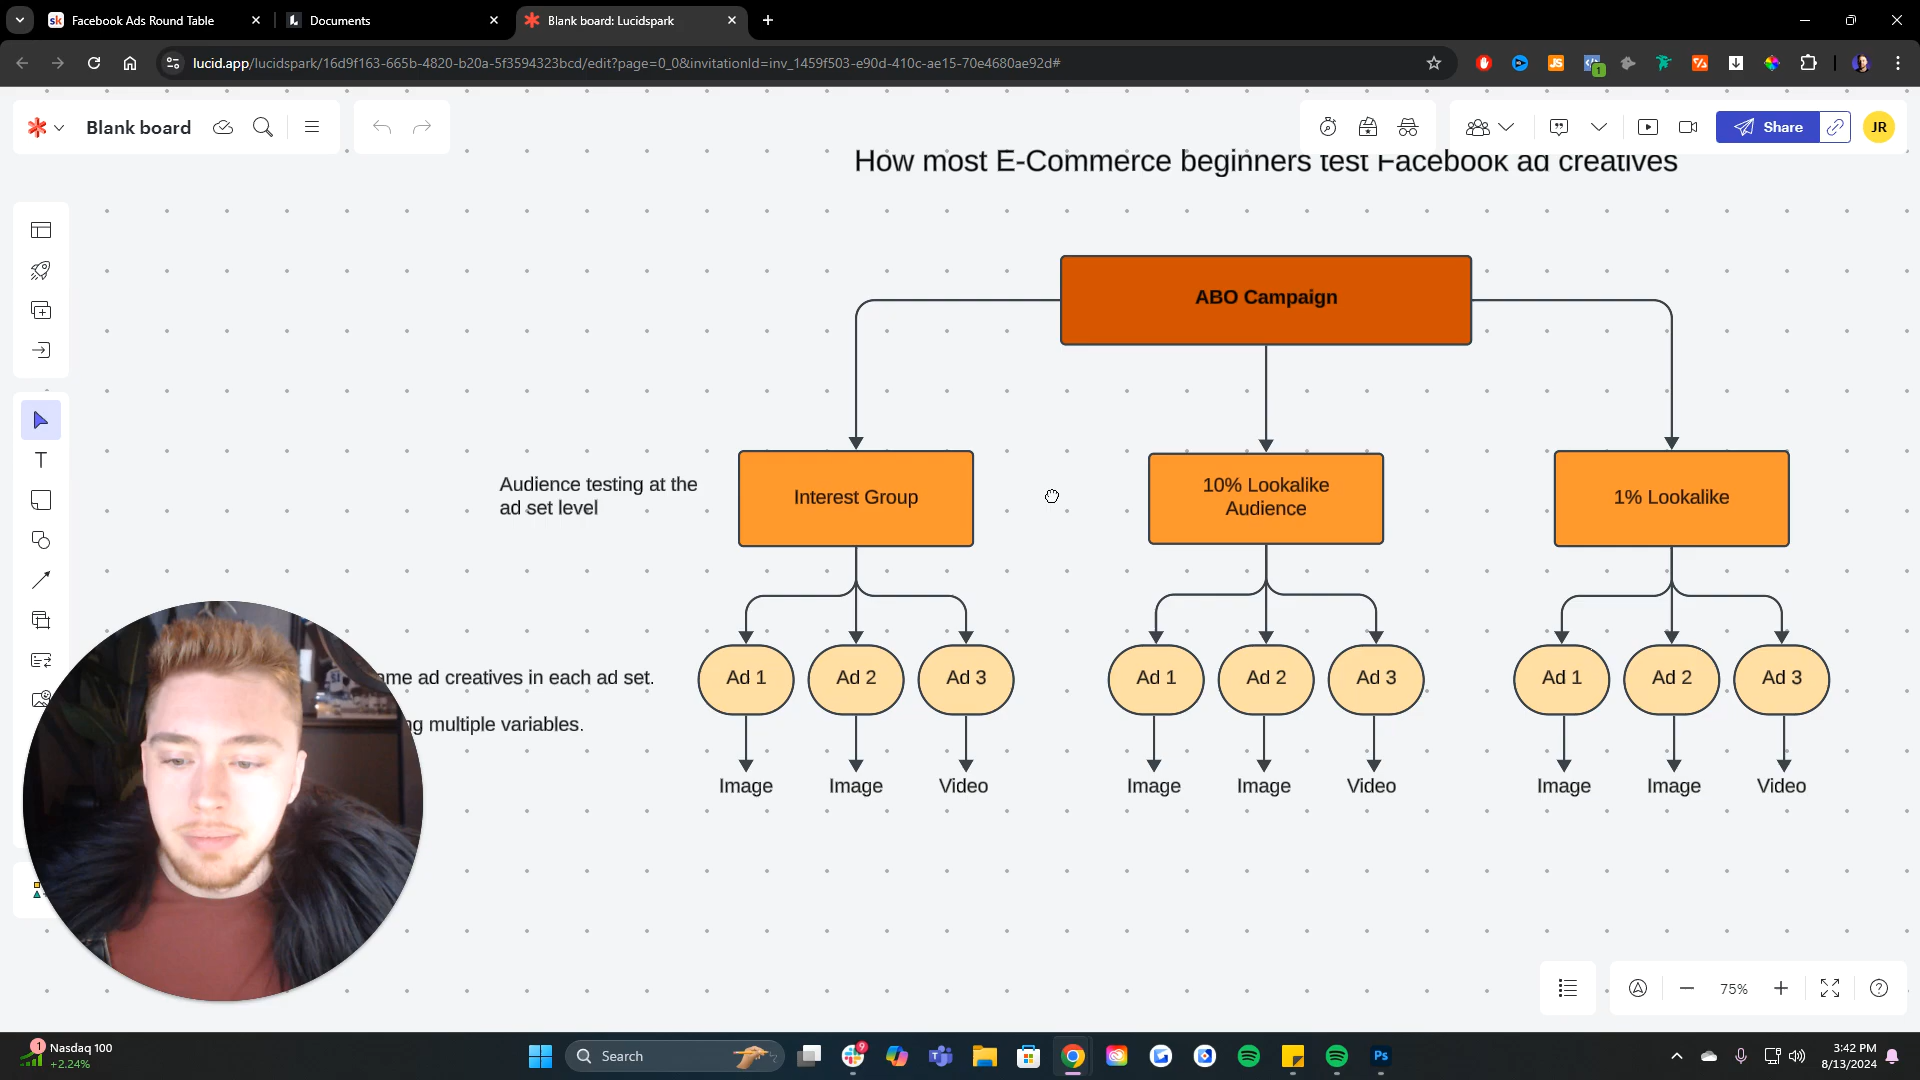 Facebook Ads Round Table
Documents
Blank board: Lucidspark
lucid.app/lucidspark/16d9f163-665b-4820-b20a-5f3594323bcd/edit?page=0_0&invitationId=inv_1459f503-e90d-410c-ae15-70e4680ae92d#
Blank board
Share
JR
How most E-Commerce beginners test Facebook ad creatives
ABO Campaign
Audience testing at the
ad set level
Interest Group
10% Lookalike
Audience
1% Lookalike
ad creatives in each ad set.
multiple variables.
Ad 1
Ad 2
Ad 3
Ad 1
Ad 2
Ad 3
Ad 1
Ad 2
Ad 3
Image
Image
Video
Image
Image
Video
Image
Image
Video
75%
Nasdaq 100
+2.24%
Search
3:42 PM
8/13/2024